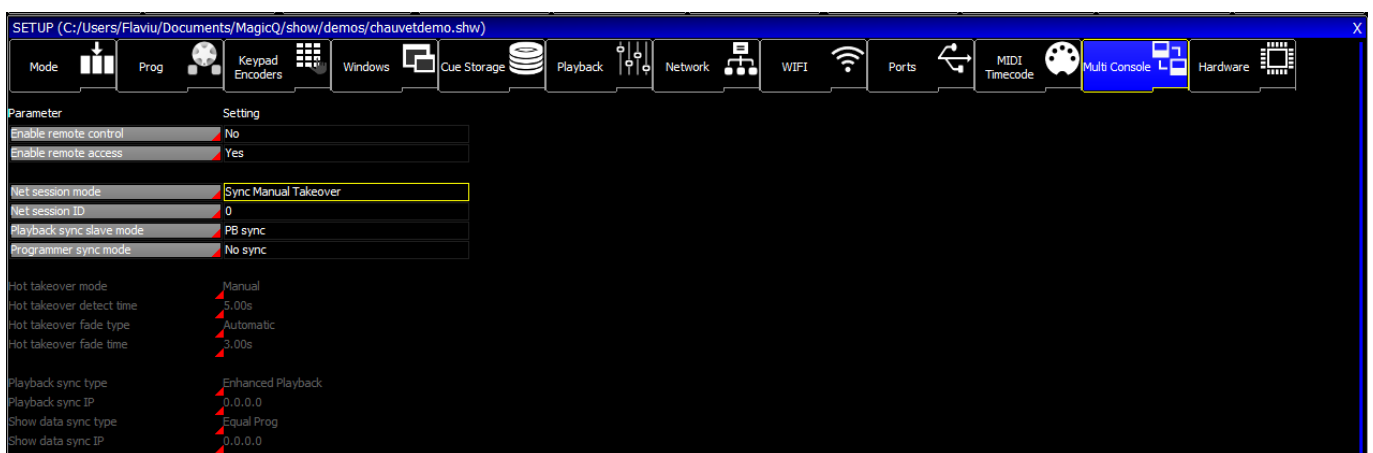 SETUP (C:/Users/Flaviu/Documents/MagicQ/show/demos/chauvetdemo.shw) X
Mode Prog Keypad Encoders Windows Cue Storage Playback Network WIFI Ports MIDI Timecode Multi Console Hardware
Parameter Setting
Enable remote control No
Enable remote access Yes
Net session mode Sync Manual Takeover
Net session ID 0
Playback sync slave mode PB sync
Programmer sync mode No sync
Hot takeover mode Manual
Hot takeover detect time 5.00s
Hot takeover fade type Automatic
Hot takeover fade time 3.00s
Playback sync type Enhanced Playback
Playback sync IP 0.0.0.0
Show data sync type Equal Prog
Show data sync IP 0.0.0.0